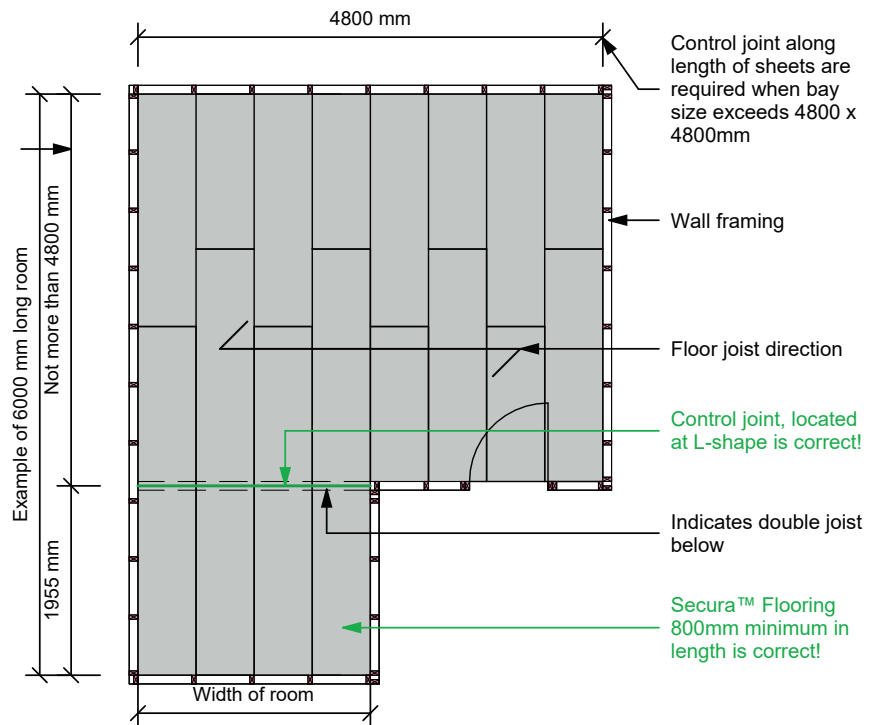 4800 mm
Control joint along
length of sheets are
required when bay
size exceeds 4800 x
4800mm
Wall framing
Floor joist direction
Control joint, located
at L-shape is correct!
Indicates double joist
below
Secura™ Flooring
800mm minimum in
length is correct!
Example of 6000 mm long room
Not more than 4800 mm
1955 mm
Width of room